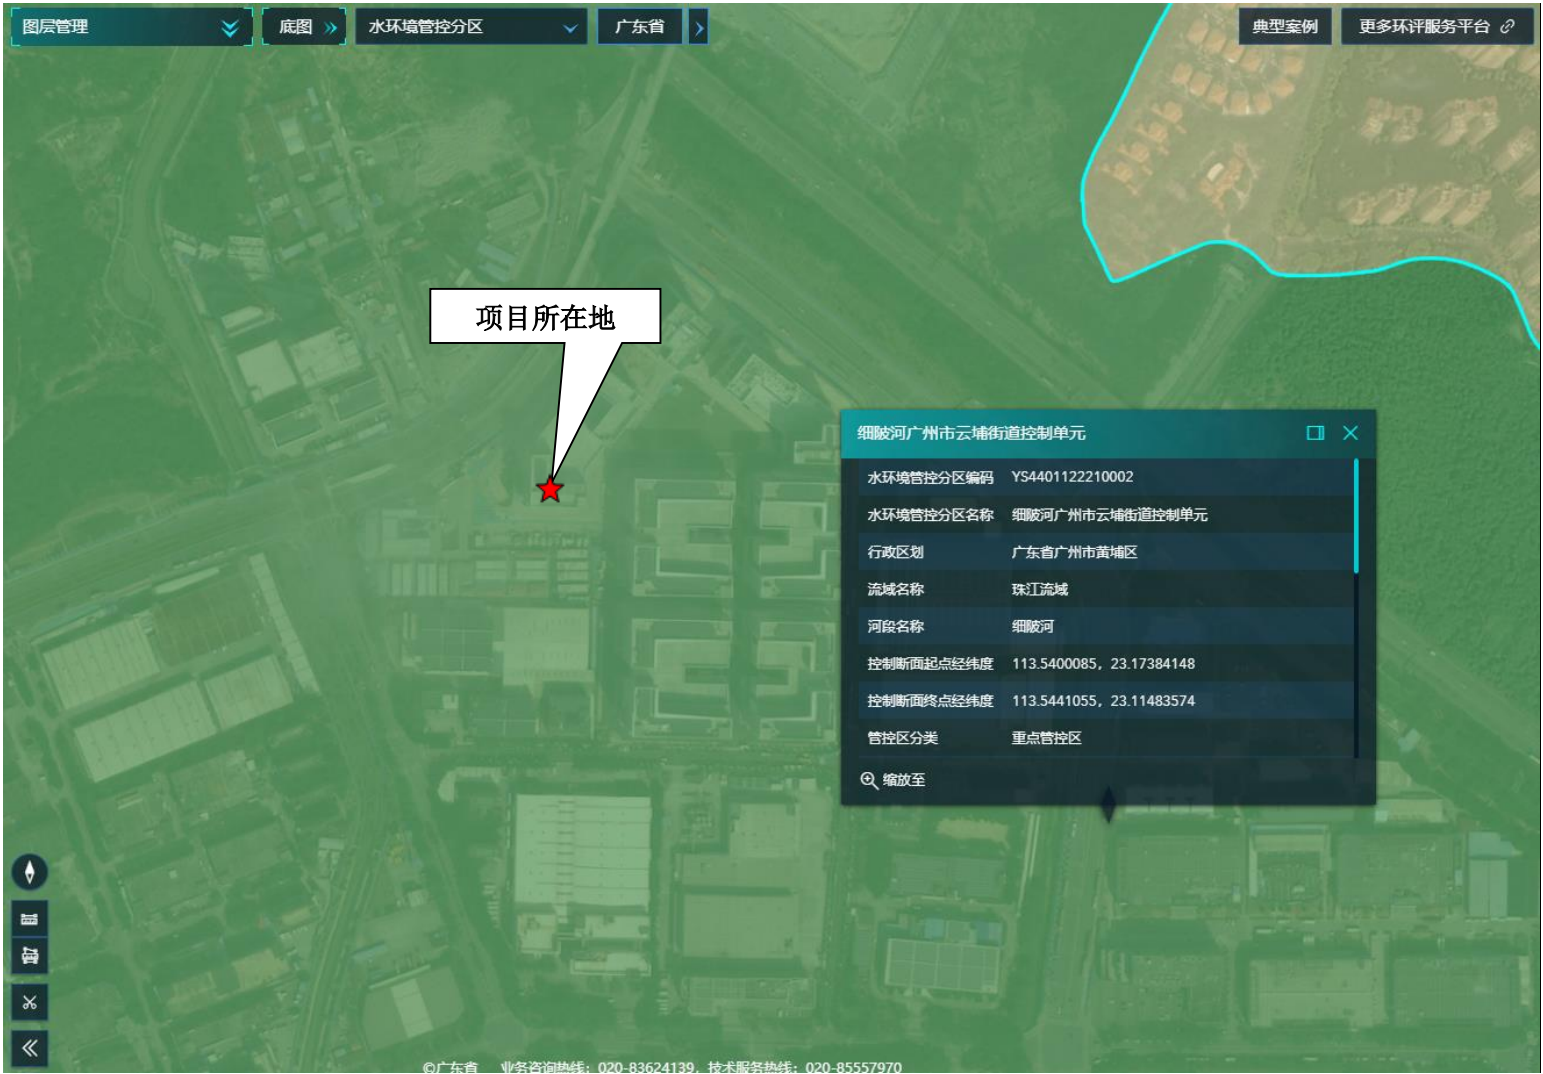 图层管理
底图
水环境管控分区
广东省
典型案例
更多环评服务平台
项目所在地
细陂河广州市云埔街道控制单元
水环境管控分区编码 YS4401122210002
水环境管控分区名称 细陂河广州市云埔街道控制单元
行政区划 广东省广州市黄埔区
流域名称 珠江流域
河段名称 细陂河
控制断面起点经纬度 113.5400085，23.17384148
控制断面终点经纬度 113.5441055，23.11483574
管控区分类 重点管控区
缩放至
©广东省 业务咨询热线：020-83624139，技术服务热线：020-85557970